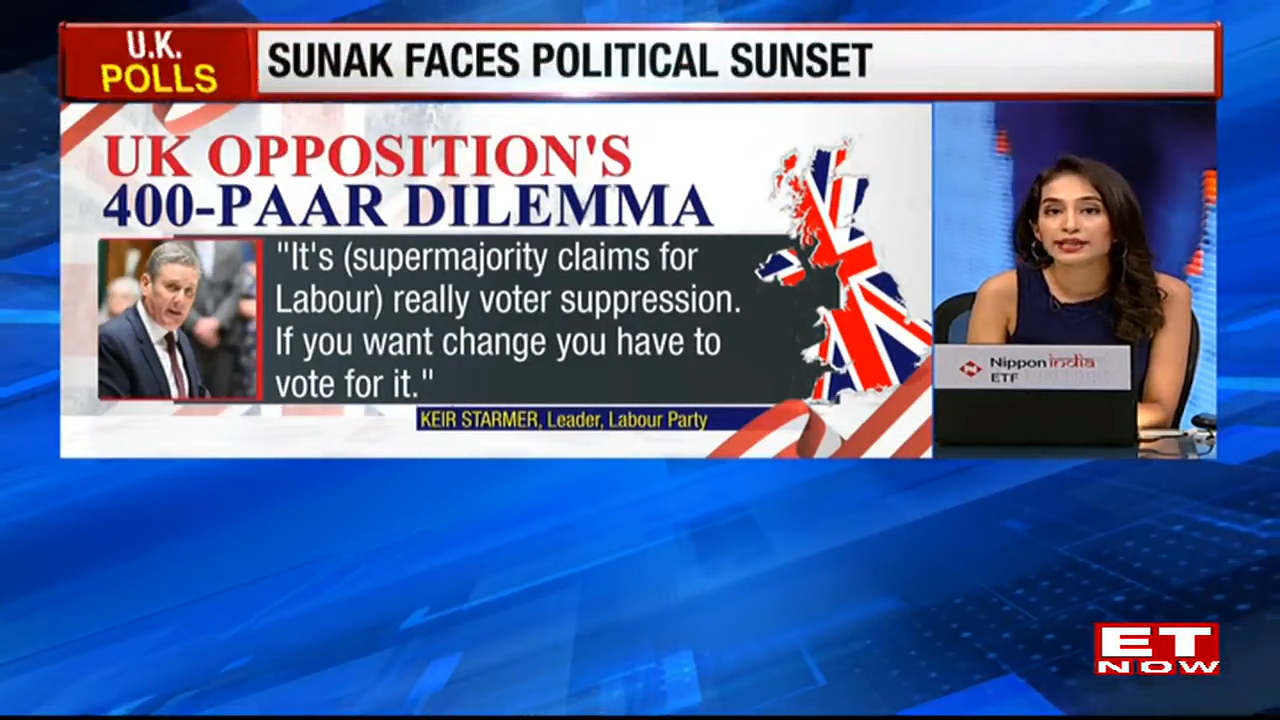 U.K.
POLLS
SUNAK FACES POLITICAL SUNSET
UK OPPOSITION'S
400-PAAR DILEMMA
"It's (supermajority claims for
Labour) really voter suppression.
If you want change you have to
vote for it."
KEIR STARMER, Leader, Labour Party
Nippon india
ETF
ET
NOW